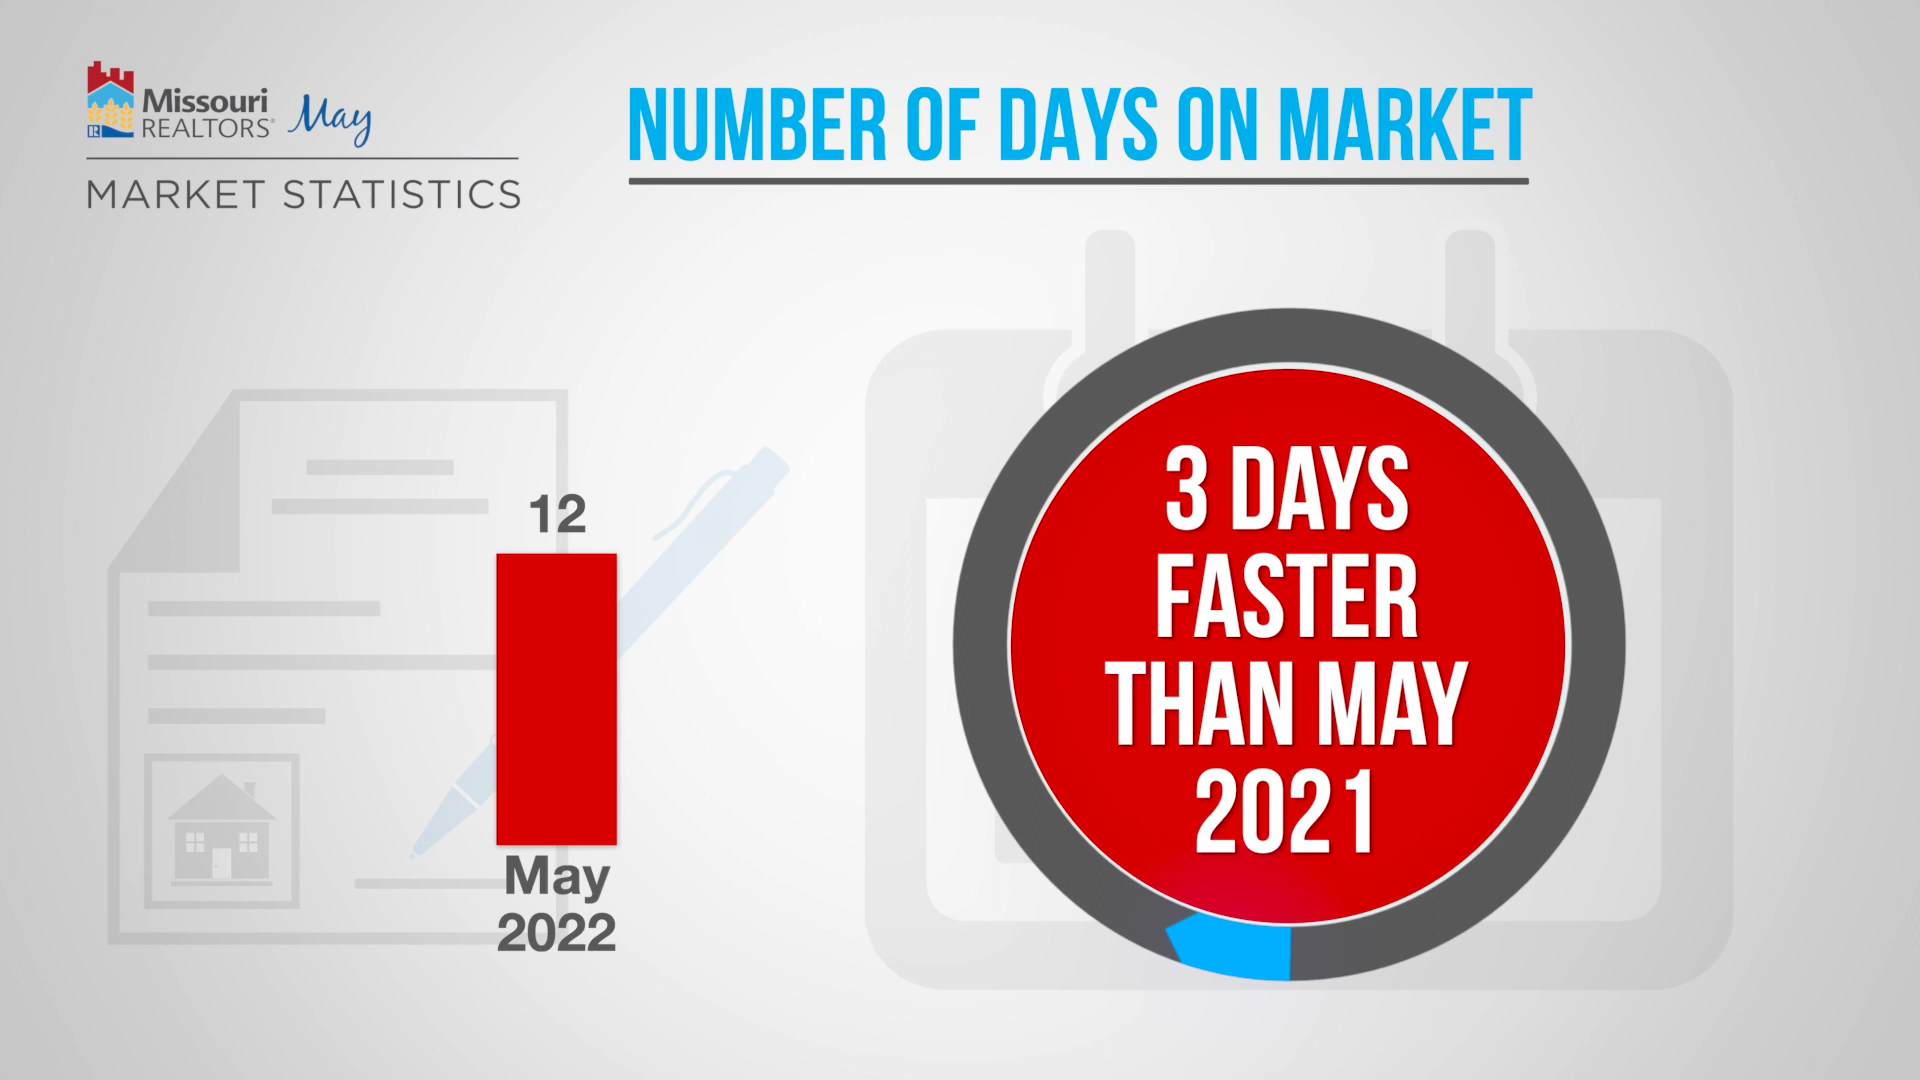 Missouri
REALTORS® May
MARKET STATISTICS
NUMBER OF DAYS ON MARKET
12
May
2022
3 DAYS
FASTER
THAN MAY
2021